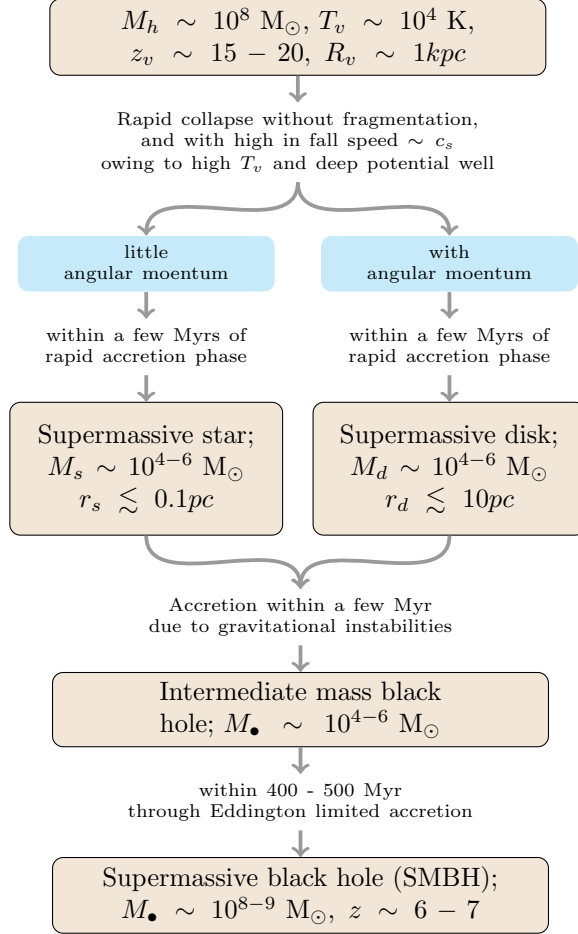 M_h ∼ 10^8 M_⊙, T_v ∼ 10^4 K,
z_v ∼ 15 − 20, R_v ∼ 1kpc
Rapid collapse without fragmentation,
and with high in fall speed ∼ c_s
owing to high T_v and deep potential well
little
angular moentum
with
angular moentum
within a few Myrs of
rapid accretion phase
within a few Myrs of
rapid accretion phase
Supermassive star;
M_s ∼ 10^{4−6} M_⊙
r_s ≲ 0.1pc
Supermassive disk;
M_d ∼ 10^{4−6} M_⊙
r_d ≲ 10pc
Accretion within a few Myr
due to gravitational instabilities
Intermediate mass black
hole; M_• ∼ 10^{4−6} M_⊙
within 400 - 500 Myr
through Eddington limited accretion
Supermassive black hole (SMBH);
M_• ∼ 10^{8−9} M_⊙, z ∼ 6 − 7